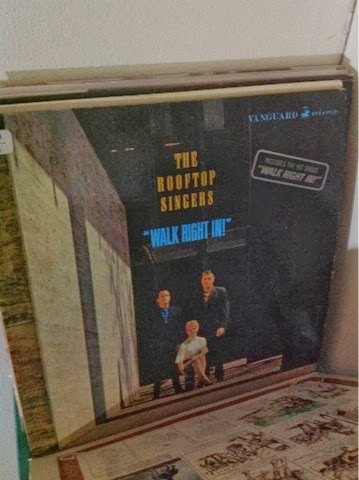 VANGUARD
THE
ROOFTOP
SINGERS
"WALK RIGHT IN!"
INCLUDES THE HIT SINGLE
"WALK RIGHT IN!"